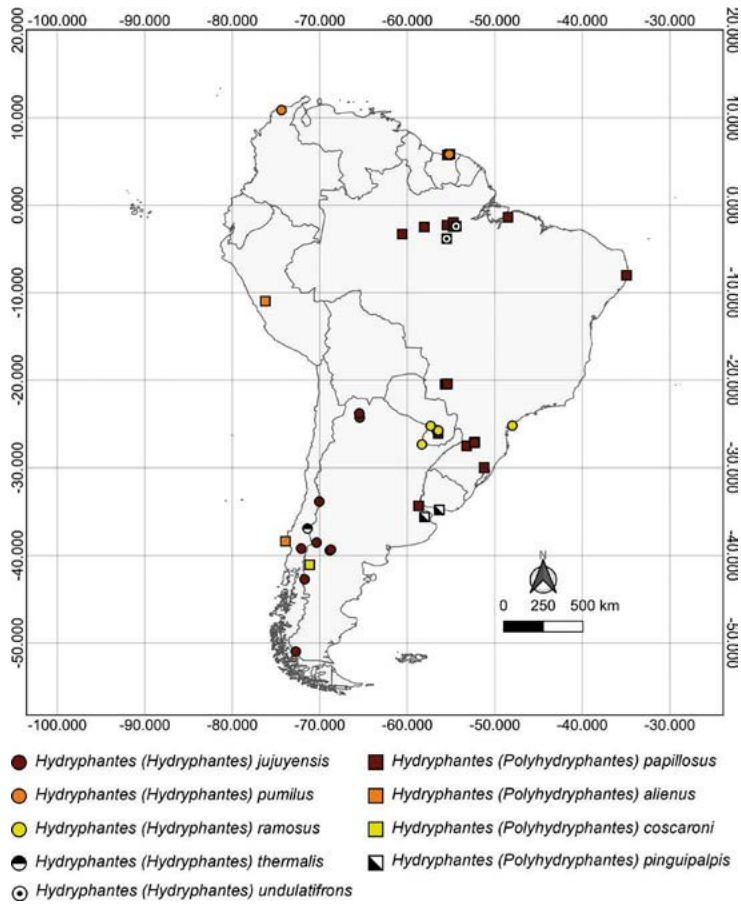 -100.000 -90.000 -80.000 -70.000 -60.000 -50.000 -40.000 -30.000
20.000 20.000
10.000 10.000
0.000 0.000
-10.000 -10.000
-20.000 -20.000
-30.000 -30.000
-40.000 -40.000
N
0 250 500 km
-50.000 -50.000
-100.000 -90.000 -80.000 -70.000 -60.000 -50.000 -40.000 -30.000
Hydryphantes (Hydryphantes) jujuyensis
Hydryphantes (Polyhydryphantes) papillosus
Hydryphantes (Hydryphantes) pumilus
Hydryphantes (Polyhydryphantes) alienus
Hydryphantes (Hydryphantes) ramosus
Hydryphantes (Polyhydryphantes) coscaroni
Hydryphantes (Hydryphantes) thermalis
Hydryphantes (Polyhydryphantes) pinguipalpis
Hydryphantes (Hydryphantes) undulatifrons